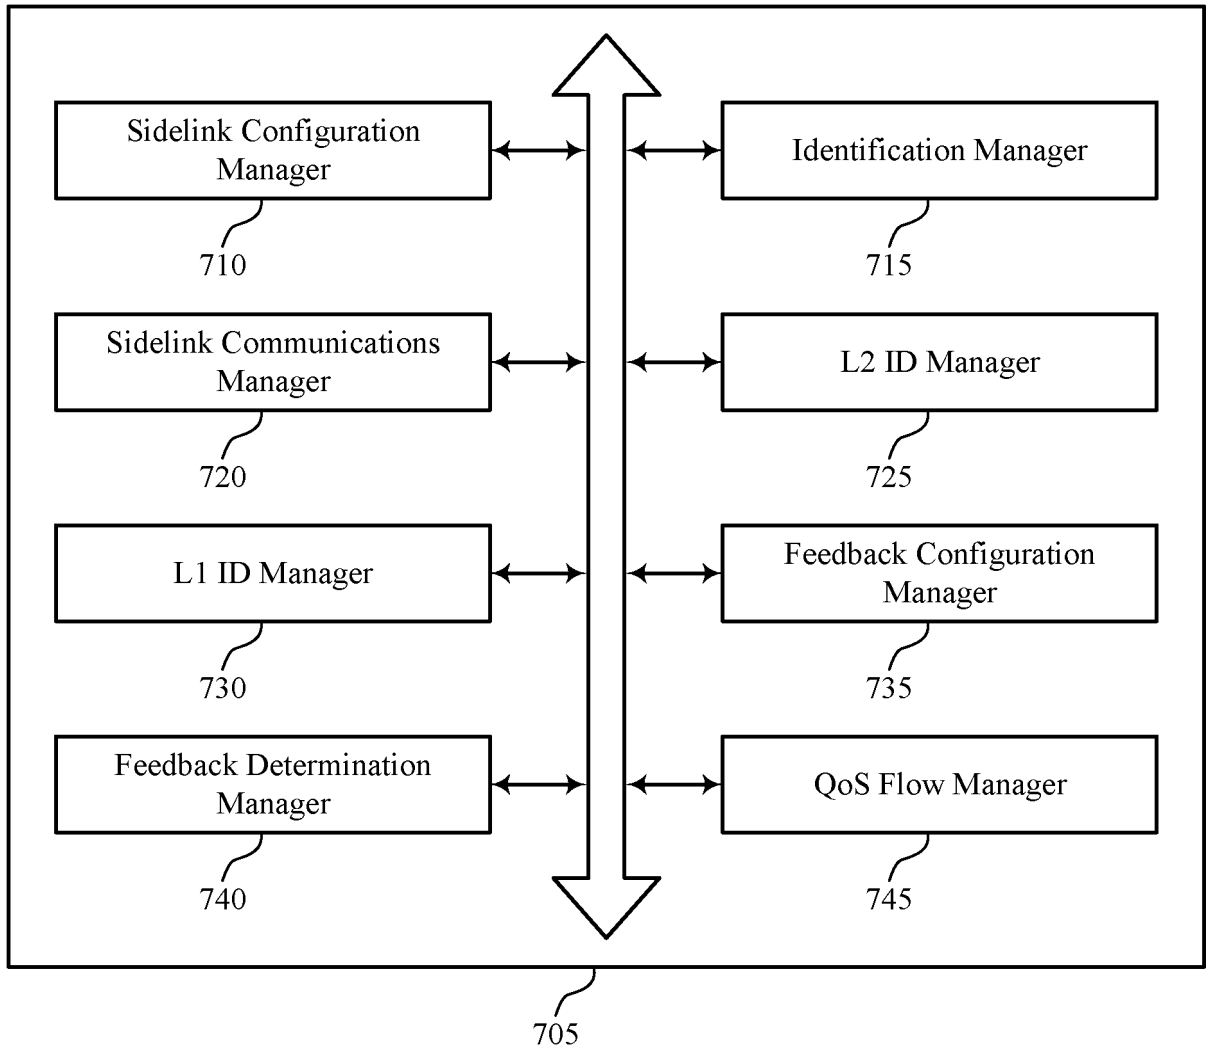 Sidelink Configuration
Manager
710
Identification Manager
715
Sidelink Communications
Manager
720
L2 ID Manager
725
L1 ID Manager
730
Feedback Configuration
Manager
735
Feedback Determination
Manager
740
QoS Flow Manager
745
705